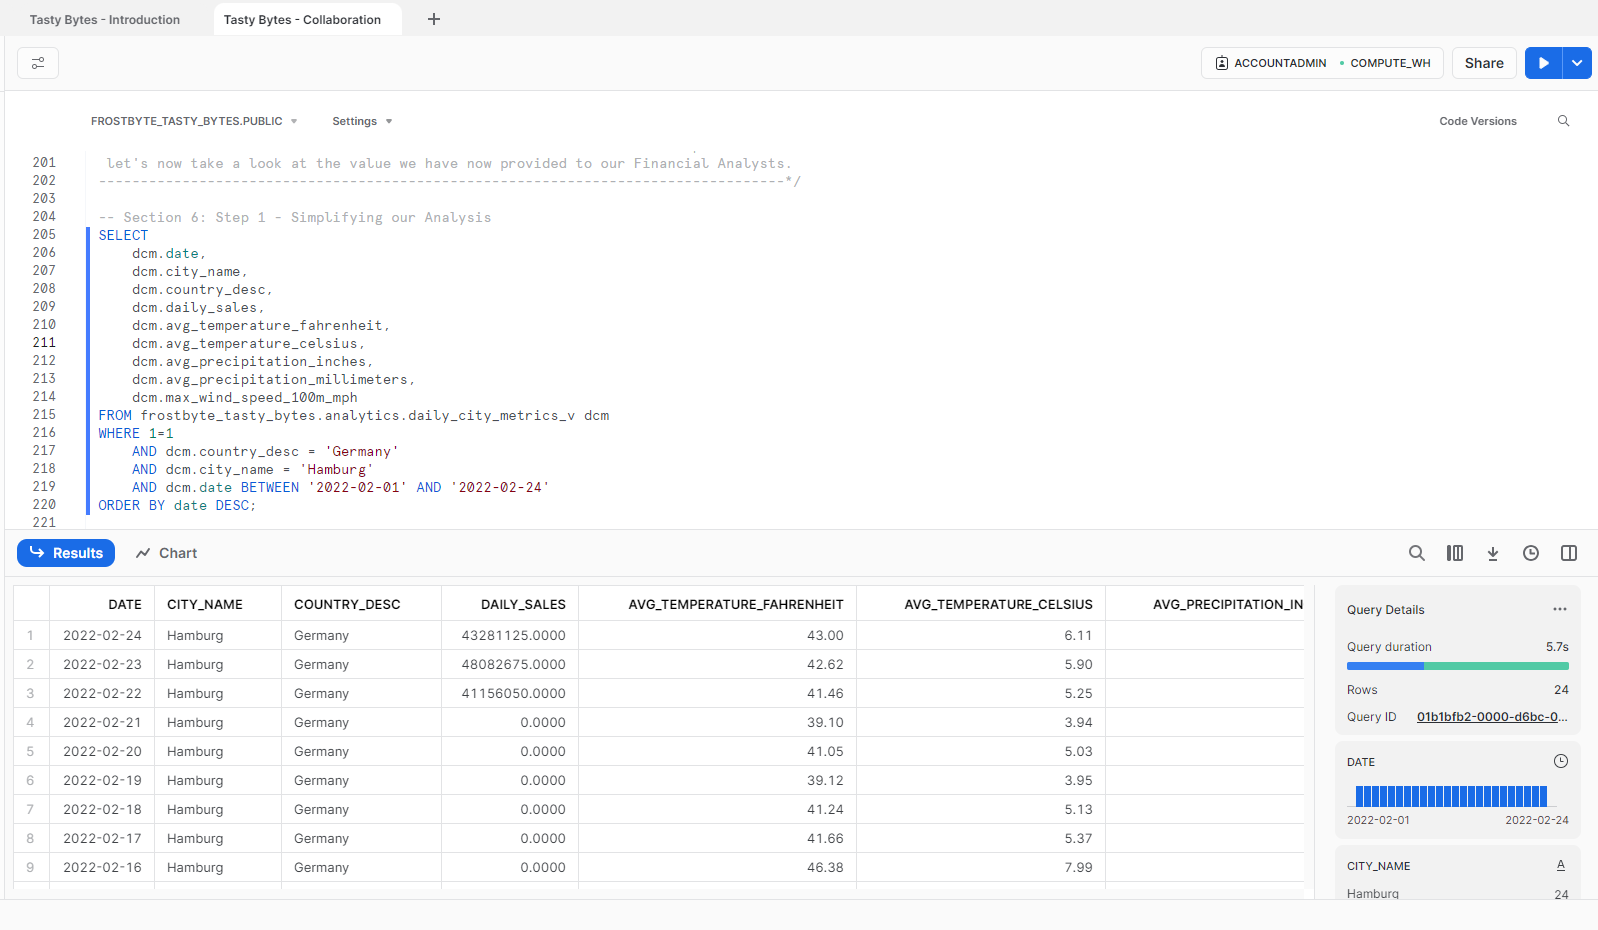 Tasty Bytes - Introduction
Tasty Bytes - Collaboration
ACCOUNTADMIN
COMPUTE_WH
Share
FROSTBYTE_TASTY_BYTES.PUBLIC
Settings
Code Versions
201 let's now take a look at the value we have now provided to our Financial Analysts.
202 ----------------------------------------------------------------------------------*/
203
204 -- Section 6: Step 1 - Simplifying our Analysis
205 SELECT
206 dcm.date,
207 dcm.city_name,
208 dcm.country_desc,
209 dcm.daily_sales,
210 dcm.avg_temperature_fahrenheit,
211 dcm.avg_temperature_celsius,
212 dcm.avg_precipitation_inches,
213 dcm.avg_precipitation_millimeters,
214 dcm.max_wind_speed_100m_mph
215 FROM frostbyte_tasty_bytes.analytics.daily_city_metrics_v dcm
216 WHERE 1=1
217 AND dcm.country_desc = 'Germany'
218 AND dcm.city_name = 'Hamburg'
219 AND dcm.date BETWEEN '2022-02-01' AND '2022-02-24'
220 ORDER BY date DESC;
221
Results
Chart
DATE CITY_NAME COUNTRY_DESC DAILY_SALES AVG_TEMPERATURE_FAHRENHEIT AVG_TEMPERATURE_CELSIUS AVG_PRECIPITATION_IN
1 2022-02-24 Hamburg Germany 43281125.0000 43.00 6.11
2 2022-02-23 Hamburg Germany 48082675.0000 42.62 5.90
3 2022-02-22 Hamburg Germany 41156050.0000 41.46 5.25
4 2022-02-21 Hamburg Germany 0.0000 39.10 3.94
5 2022-02-20 Hamburg Germany 0.0000 41.05 5.03
6 2022-02-19 Hamburg Germany 0.0000 39.12 3.95
7 2022-02-18 Hamburg Germany 0.0000 41.24 5.13
8 2022-02-17 Hamburg Germany 0.0000 41.66 5.37
9 2022-02-16 Hamburg Germany 0.0000 46.38 7.99
Query Details
Query duration 5.7s
Rows 24
Query ID 01b1bfb2-0000-d6bc-0...
DATE
2022-02-01 2022-02-24
CITY_NAME A
Hamburg 24